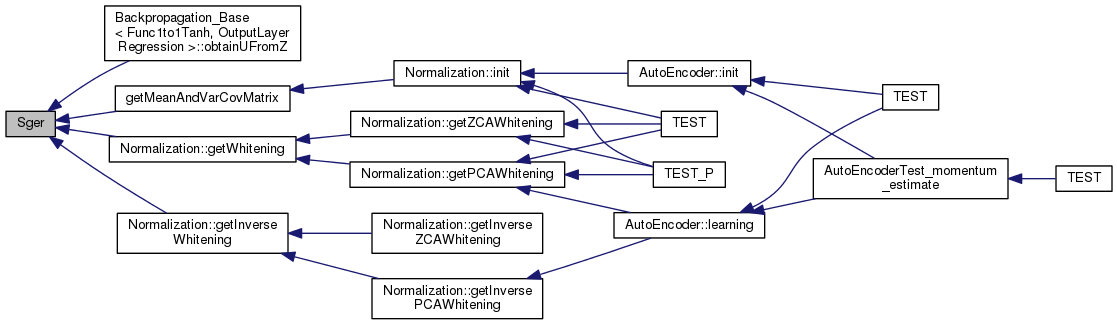 Backpropagation_Base
< Func1to1Tanh, OutputLayer
Regression >::obtainUFromZ
Normalization::init
AutoEncoder::init
getMeanAndVarCovMatrix
TEST
Sger
Normalization::getZCAWhitening
TEST
Normalization::getWhitening
Normalization::getPCAWhitening
TEST_P
AutoEncoderTest_momentum
_estimate
TEST
Normalization::getInverse
Whitening
Normalization::getInverse
ZCAWhitening
AutoEncoder::learning
Normalization::getInverse
PCAWhitening